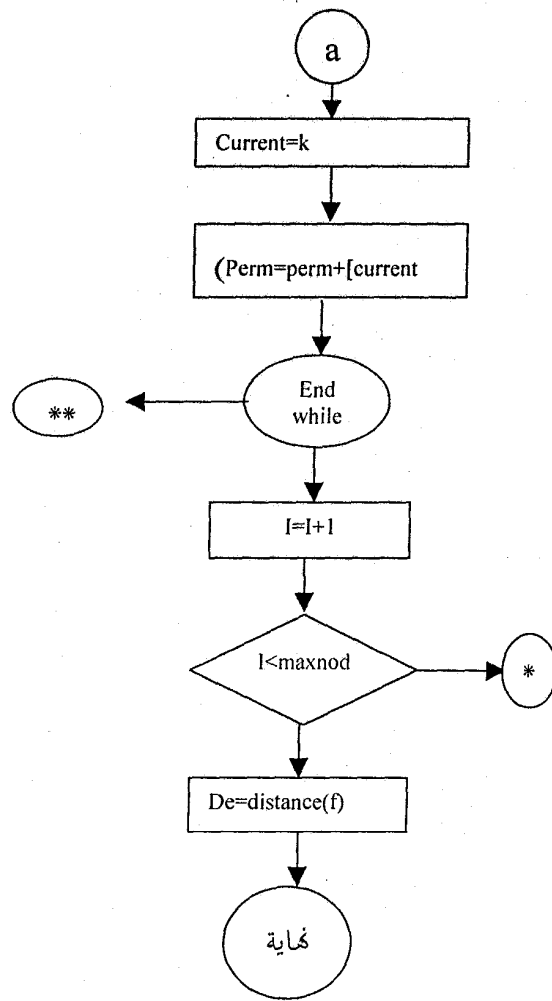 a
Current=k
(Perm=perm+[current
End
while
**
I=I+1
I<maxnod
*
De=distance(f)
نهاية